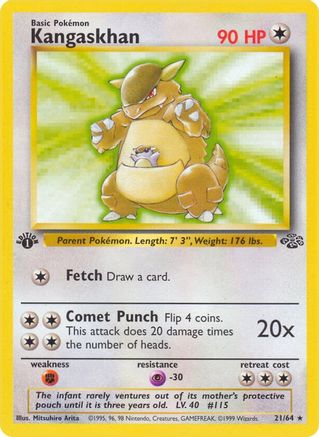 Basic Pokémon
Kangaskhan
90 HP
EDITION
1
Parent Pokémon. Length: 7' 3", Weight: 176 lbs.
Fetch Draw a card.
Comet Punch Flip 4 coins.
This attack does 20 damage times
the number of heads.
20x
weakness
resistance
retreat cost
-30
The infant rarely ventures out of its mother's protective
pouch until it is three years old. LV. 40 #115
Illus. Mitsuhiro Arita
©1995, 96, 98 Nintendo, Creatures, GAMEFREAK. ©1999 Wizards.
21/64 ★